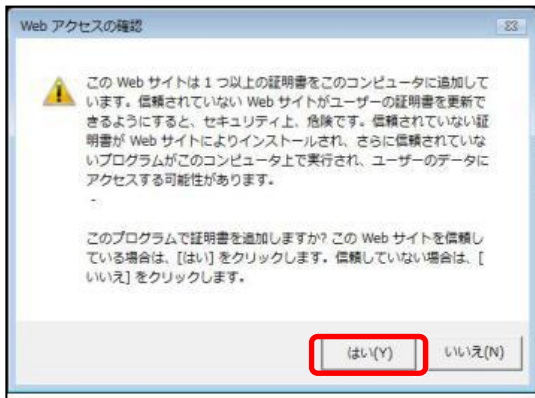 Web アクセスの確認
この Web サイトは 1 つ以上の証明書をこのコンピュータに追加して
います。信頼されていない Web サイトがユーザーの証明書を更新で
きるようにすると、セキュリティ上、危険です。信頼されていない証
明書が Web サイトによりインストールされ、さらに信頼されていな
いプログラムがこのコンピュータ上で実行され、ユーザーのデータに
アクセスする可能性があります。
-
このプログラムで証明書を追加しますか? この Web サイトを信頼し
ている場合は、[はい] をクリックします。信頼していない場合は、[
いいえ] をクリックします。
はい(Y)
いいえ(N)